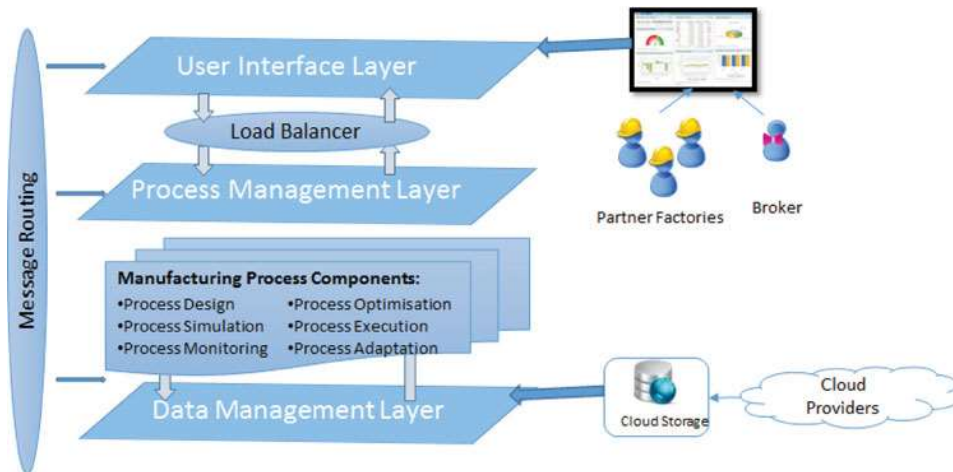 User Interface Layer
Load Balancer
Process Management Layer
Message Routing
Partner Factories
Broker
Manufacturing Process Components:
•Process Design
•Process Optimisation
•Process Simulation
•Process Execution
•Process Monitoring
•Process Adaptation
Data Management Layer
Cloud Storage
Cloud
Providers